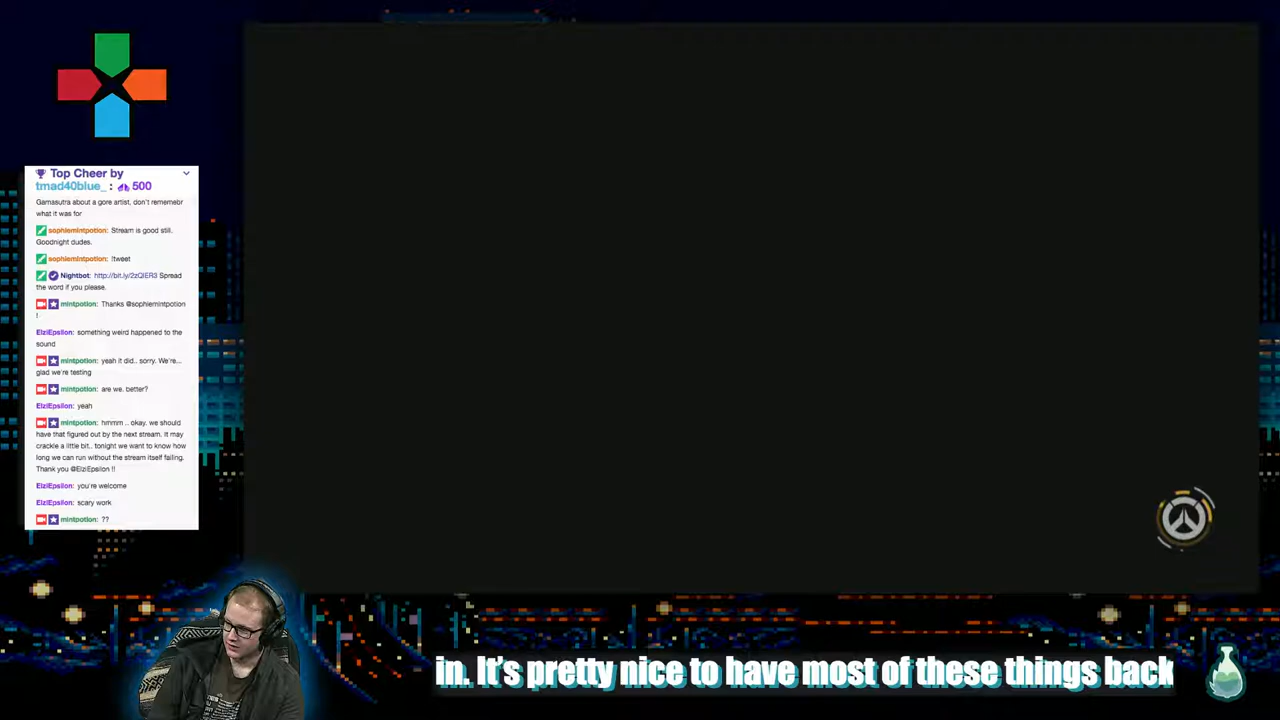 Top Cheer by
tmad40blue_ : 500
Gamasutra about a gore artist, don't rememebr
what it was for
sophiemintpotion: Stream is good still.
Goodnight dudes.
sophiemintpotion: !tweet
Nightbot: http://bit.ly/2zQIER3 Spread
the word if you please.
mintpotion: Thanks @sophiemintpotion
!
ElziEpsilon: something weird happened to the
sound
mintpotion: yeah it did.. sorry. We're...
glad we're testing
mintpotion: are we. better?
ElziEpsilon: yeah
mintpotion: hmmm .. okay. we should
have that figured out by the next stream. It may
crackle a little bit.. tonight we want to know how
long we can run without the stream itself failing.
Thank you @ElziEpsilon !!
ElziEpsilon: you're welcome
ElziEpsilon: scary work
mintpotion: ??
in. It's pretty nice to have most of these things back